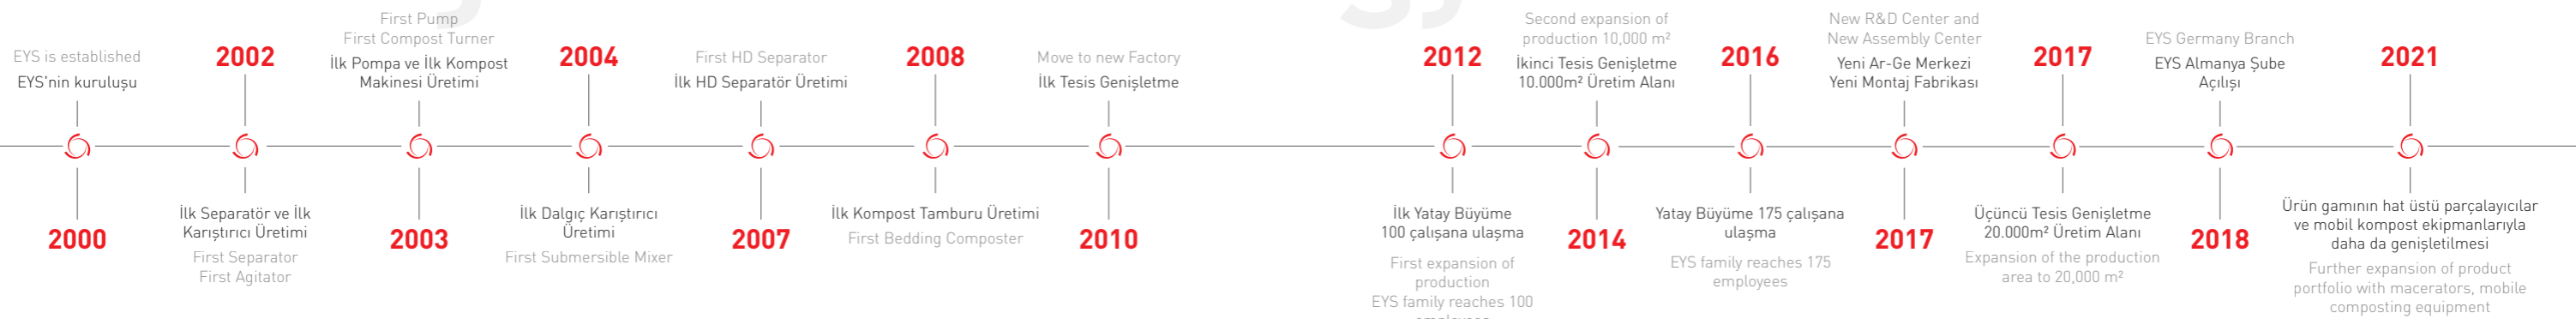 EYS is established
EYS'nin kuruluşu
2000
2002
İlk Separatör ve İlk
Karıştırıcı Üretimi
First Separator
First Agitator
First Pump
First Compost Turner
İlk Pompa ve İlk Kompost
Makinesi Üretimi
2003
2004
İlk Dalgıç Karıştırıcı
Üretimi
First Submersible Mixer
First HD Separator
İlk HD Separatör Üretimi
2007
2008
İlk Kompost Tamburu Üretimi
First Bedding Composter
Move to new Factory
İlk Tesis Genişletme
2010
2012
İlk Yatay Büyüme
100 çalışana ulaşma
First expansion of
production
EYS family reaches 100
Second expansion of
production 10,000 m²
İkinci Tesis Genişletme
10.000m² Üretim Alanı
2014
2016
Yatay Büyüme 175 çalışana
ulaşma
EYS family reaches 175
employees
New R&D Center and
New Assembly Center
Yeni Ar-Ge Merkezi
Yeni Montaj Fabrikası
2017
2017
Üçüncü Tesis Genişletme
20.000m² Üretim Alanı
Expansion of the production
area to 20,000 m²
EYS Germany Branch
EYS Almanya Şube
Açılışı
2018
2021
Ürün gamının hat üstü parçalayıcılar
ve mobil kompost ekipmanlarıyla
daha da genişletilmesi
Further expansion of product
portfolio with macerators, mobile
composting equipment